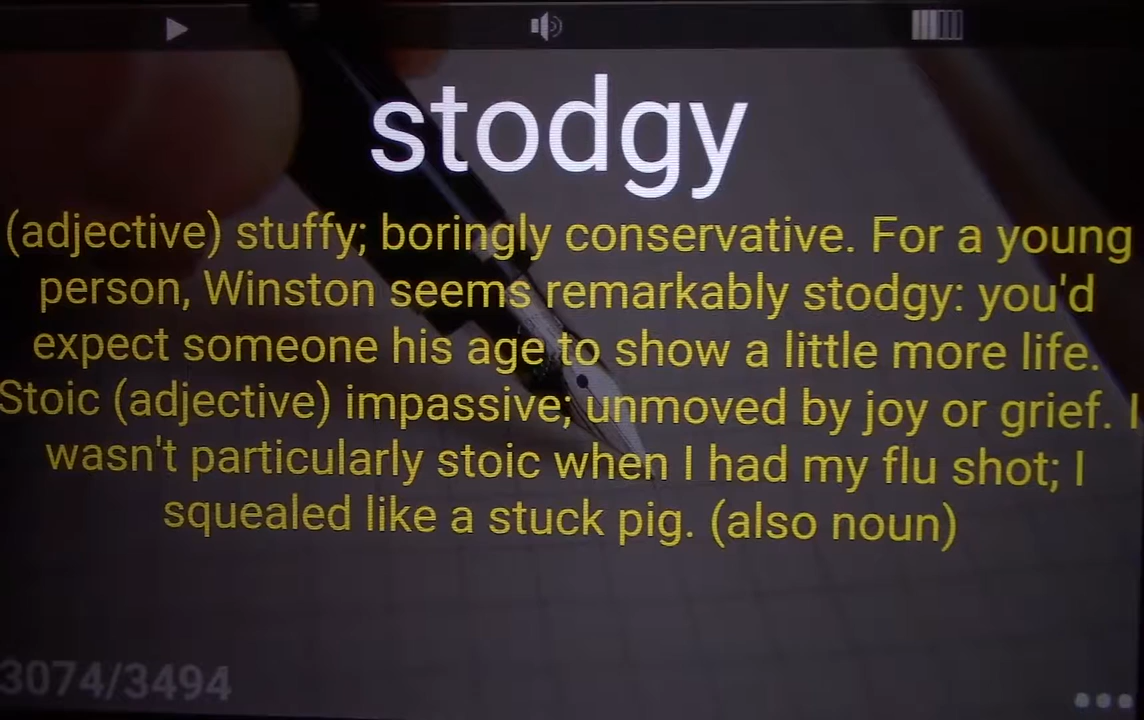 stodgy
(adjective) stuffy; boringly conservative. For a young
person, Winston seems remarkably stodgy: you'd
expect someone his age to show a little more life.
Stoic (adjective) impassive; unmoved by joy or grief. I
wasn't particularly stoic when I had my flu shot; I
squealed like a stuck pig. (also noun)
3074/3494